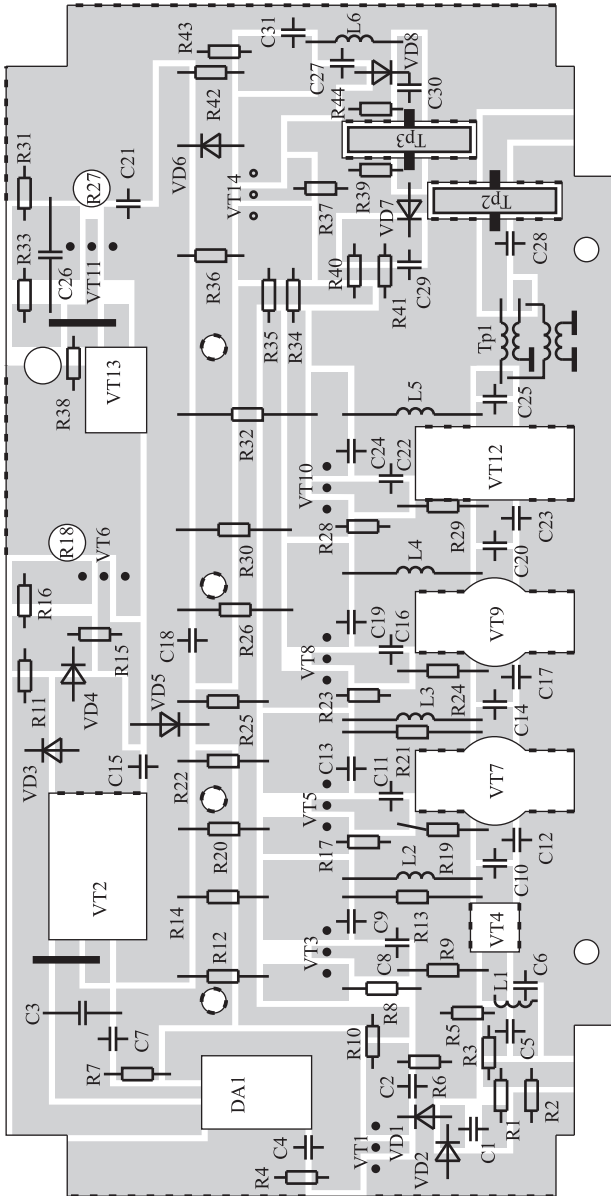 R43
C31
L6
VD8
R42
C27
C30
R44
Тр3
R31
R27
C21
VD6
VT14
R37
R39
VD7
Тр2
R33
C26
VT11
R36
R35
R34
R40
R41
C29
C28
Тр1
R38
VT13
R32
L5
C25
VT10
C24
C22
VT12
R18
VT6
R30
R28
R29
C23
L4
C20
R16
R15
C18
R26
VT8
C19
C16
VT9
R11
VD4
VD5
R25
R23
L3
R24
C17
C14
VD3
C15
R22
VT5
C13
C11
R21
VT7
VT2
R20
R17
L2
R19
C12
C10
R14
R12
VT3
C9
C8
R13
R9
VT4
C3
C7
R8
R10
R5
L1
C6
R7
DA1
C2
R6
R3
C5
C4
R4
VT1
VD1
VD2
C1
R1
R2